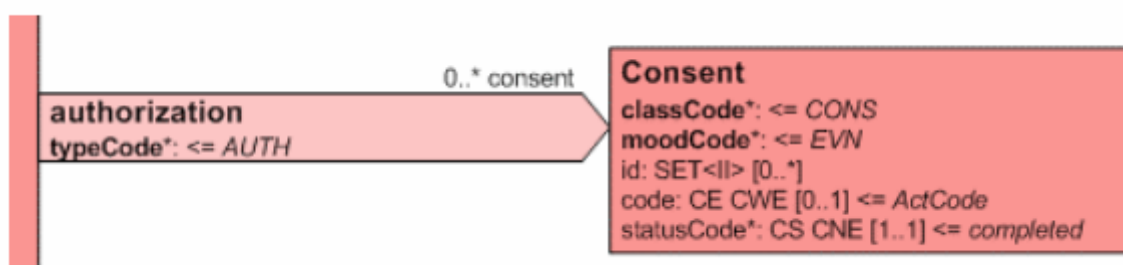 0..* consent
authorization
typeCode*: <= AUTH
Consent
classCode*: <= CONS
moodCode*: <= EVN
id: SET<II> [0..*]
code: CE CWE [0..1] <= ActCode
statusCode*: CS CNE [1..1] <= completed